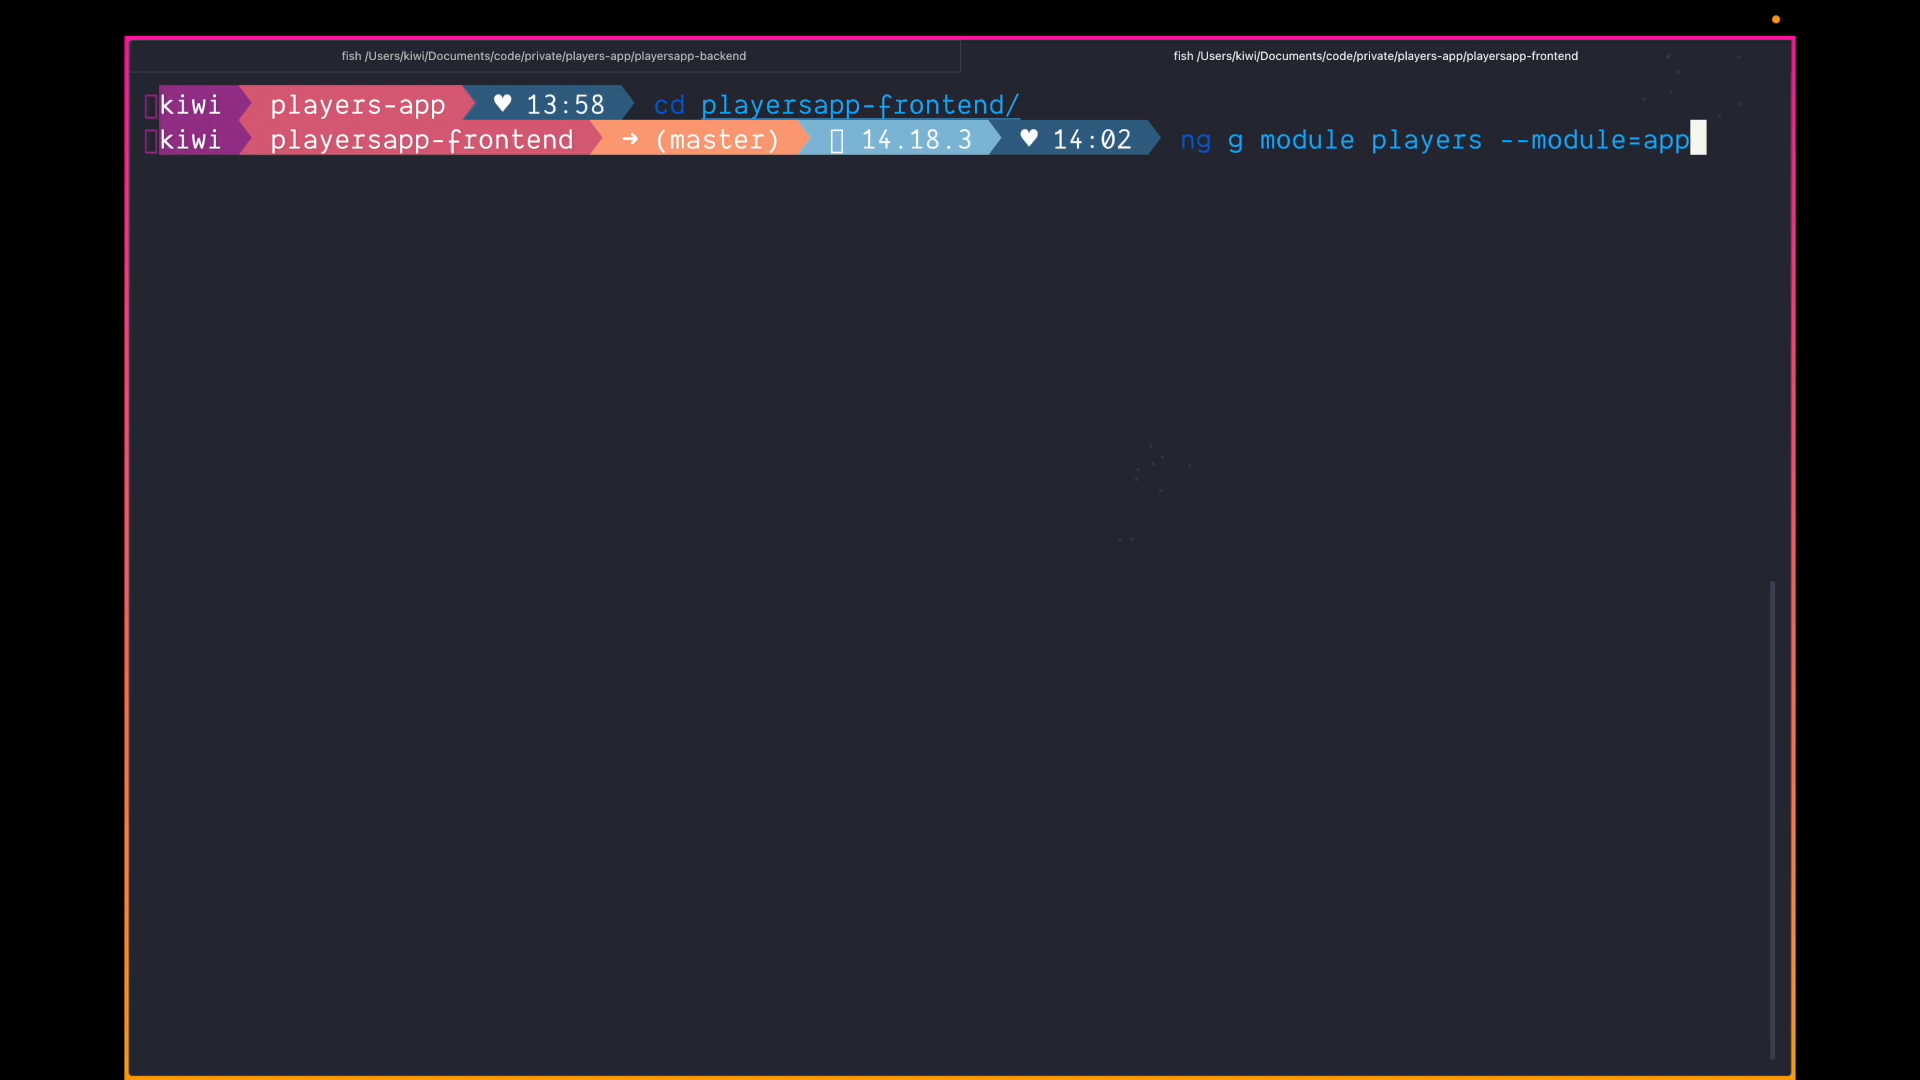 fish /Users/kiwi/Documents/code/private/players-app/playersapp-backend
fish /Users/kiwi/Documents/code/private/players-app/playersapp-frontend
kiwi players-app ♥ 13:58 cd playersapp-frontend/
kiwi playersapp-frontend → (master) 14.18.3 ♥ 14:02 ng g module players --module=app